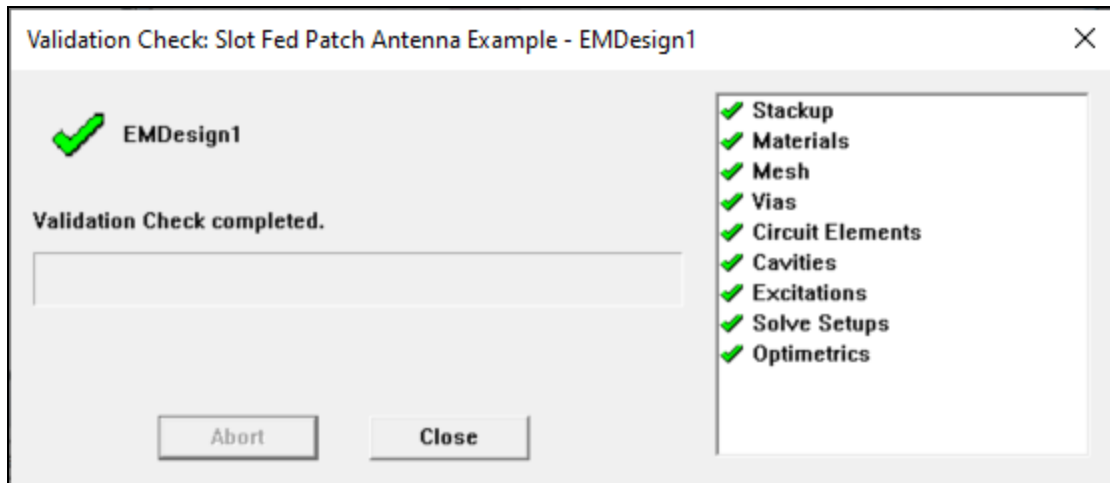 Validation Check: Slot Fed Patch Antenna Example - EMDesign1
EMDesign1
Validation Check completed.
Abort
Close
Stackup
Materials
Mesh
Vias
Circuit Elements
Cavities
Excitations
Solve Setups
Optimetrics